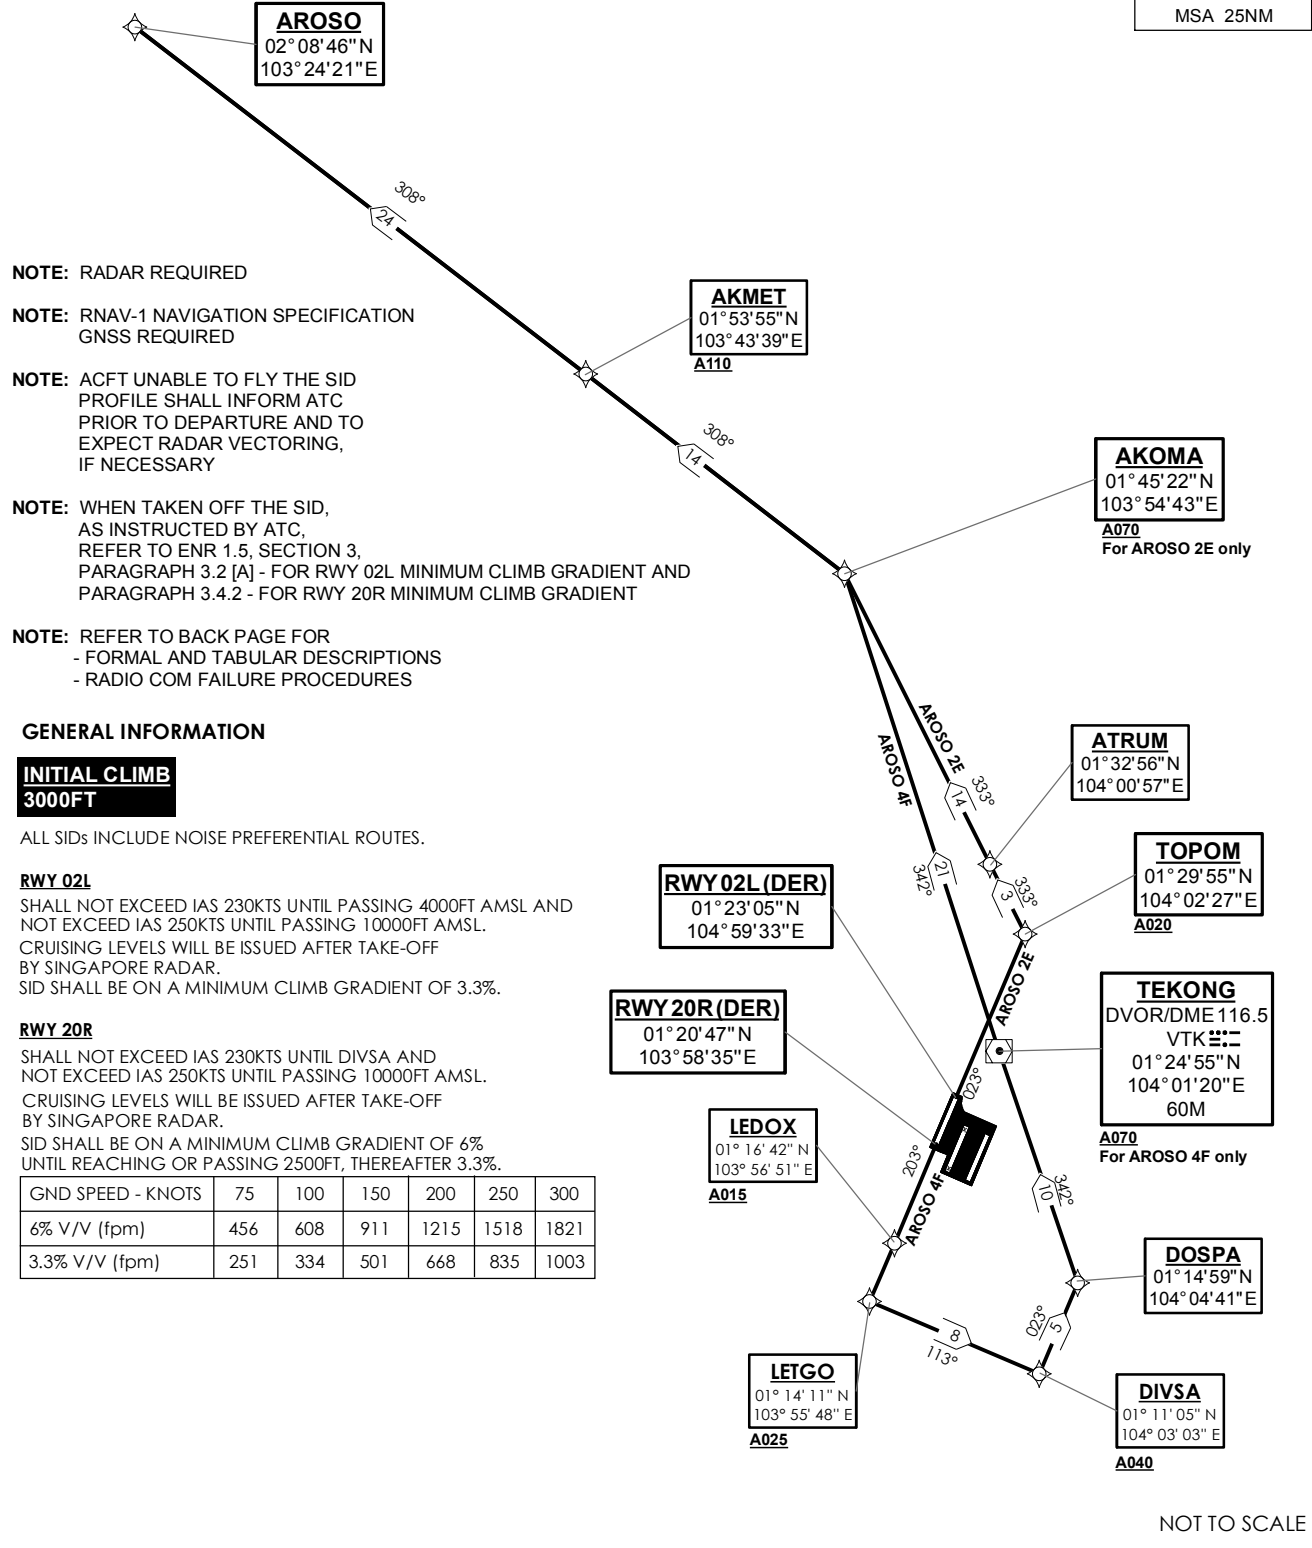 MSA 25NM
AROSO
02°08'46"N
103°24'21"E
308°
24
NOTE: RADAR REQUIRED
NOTE: RNAV-1 NAVIGATION SPECIFICATION
GNSS REQUIRED
NOTE: ACFT UNABLE TO FLY THE SID
PROFILE SHALL INFORM ATC
PRIOR TO DEPARTURE AND TO
EXPECT RADAR VECTORING,
IF NECESSARY
NOTE: WHEN TAKEN OFF THE SID,
AS INSTRUCTED BY ATC,
REFER TO ENR 1.5, SECTION 3,
PARAGRAPH 3.2 [A] - FOR RWY 02L MINIMUM CLIMB GRADIENT AND
PARAGRAPH 3.4.2 - FOR RWY 20R MINIMUM CLIMB GRADIENT
NOTE: REFER TO BACK PAGE FOR
- FORMAL AND TABULAR DESCRIPTIONS
- RADIO COM FAILURE PROCEDURES
AKMET
01°53'55"N
103°43'39"E
A110
308°
14
AKOMA
01°45'22"N
103°54'43"E
A070
For AROSO 2E only
GENERAL INFORMATION
INITIAL CLIMB
3000FT
ALL SIDs INCLUDE NOISE PREFERENTIAL ROUTES.
RWY 02L
SHALL NOT EXCEED IAS 230KTS UNTIL PASSING 4000FT AMSL AND
NOT EXCEED IAS 250KTS UNTIL PASSING 10000FT AMSL.
CRUISING LEVELS WILL BE ISSUED AFTER TAKE-OFF
BY SINGAPORE RADAR.
SID SHALL BE ON A MINIMUM CLIMB GRADIENT OF 3.3%.
RWY 20R
SHALL NOT EXCEED IAS 230KTS UNTIL DIVSA AND
NOT EXCEED IAS 250KTS UNTIL PASSING 10000FT AMSL.
CRUISING LEVELS WILL BE ISSUED AFTER TAKE-OFF
BY SINGAPORE RADAR.
SID SHALL BE ON A MINIMUM CLIMB GRADIENT OF 6%
UNTIL REACHING OR PASSING 2500FT, THEREAFTER 3.3%.
GND SPEED - KNOTS 75 100 150 200 250 300
6% V/V (fpm) 456 608 911 1215 1518 1821
3.3% V/V (fpm) 251 334 501 668 835 1003
AROSO 2E
AROSO 4F
333°
14
ATRUM
01°32'56"N
104°00'57"E
342°
21
333°
3
TOPOM
01°29'55"N
104°02'27"E
A020
RWY 02L (DER)
01°23'05"N
104°59'33"E
AROSO 2E
RWY 20R (DER)
01°20'47"N
103°58'35"E
TEKONG
DVOR/DME 116.5
VTK
01°24'55"N
104°01'20"E
60M
A070
For AROSO 4F only
023°
LEDOX
01° 16' 42" N
103° 56' 51" E
A015
203°
AROSO 4F
342°
10
DOSPA
01°14'59"N
104°04'41"E
023°
5
8
113°
LETGO
01° 14' 11" N
103° 55' 48" E
A025
DIVSA
01° 11' 05" N
104° 03' 03" E
A040
NOT TO SCALE